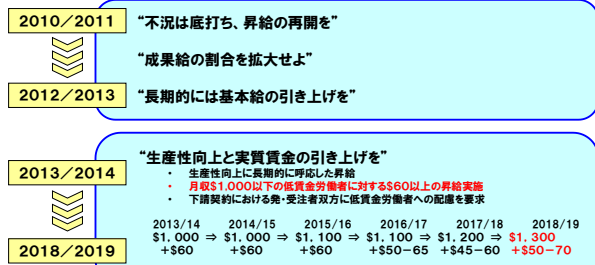 2010／2011
“不況は底打ち、昇給の再開を”
“成果給の割合を拡大せよ”
2012／2013
“長期的には基本給の引き上げを”
“生産性向上と実質賃金の引き上げを”
2013／2014
・ 生産性向上に長期的に呼応した昇給
・ 月収$1,000以下の低賃金労働者に対する$60以上の昇給実施
・ 下請契約における発・受注者双方に低賃金労働者への配慮を要求
2013/14 2014/15 2015/16 2016/17 2017/18 2018/19
$1,000 ⇒ $1,000 ⇒ $1,100 ⇒ $1,100 ⇒ $1,200 ⇒ $1,300
2018／2019
+$60 +$60 +$60 +$50-65 +$45-60 +$50-70